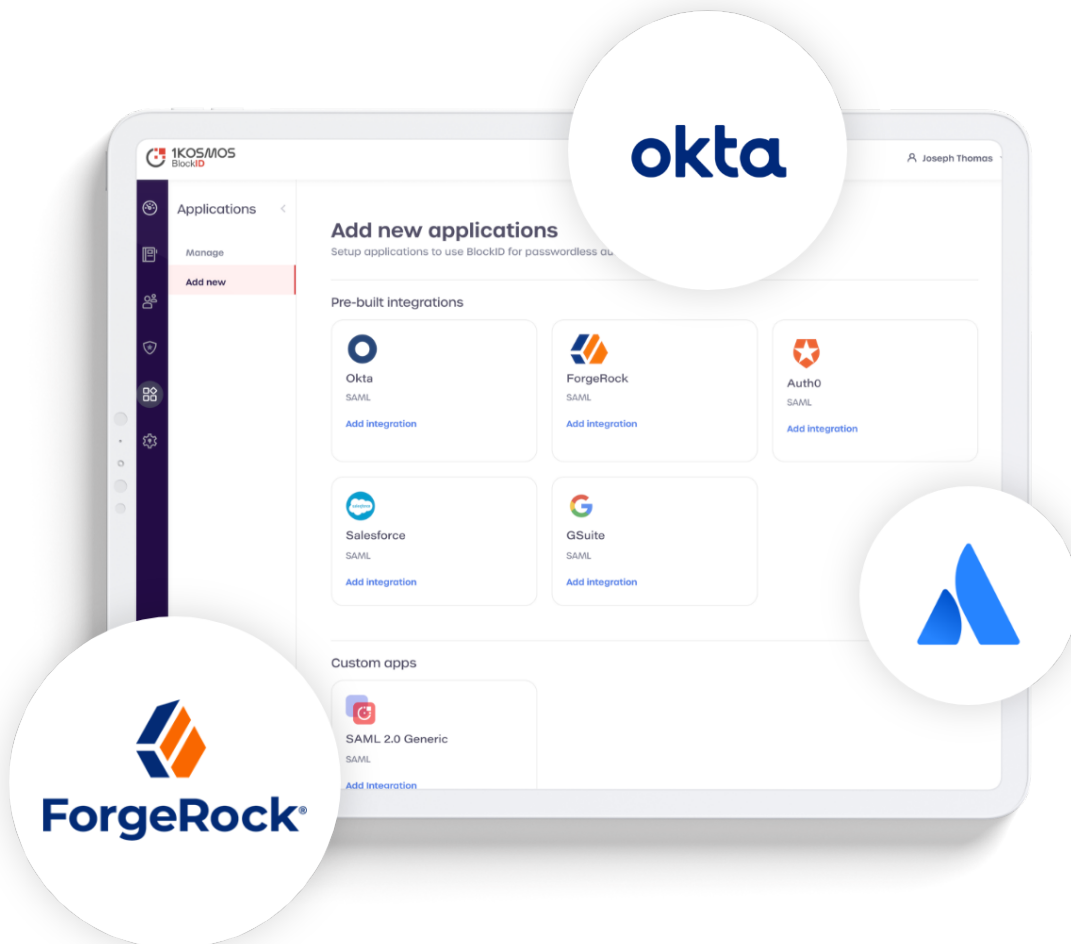 okta
1KOSMOS
BlockID
Joseph Thomas
Applications
Manage
Add new
Add new applications
Setup applications to use BlockID for passwordless
Pre-built integrations
Okta
SAML
Add integration
ForgeRock
SAML
Add integration
Auth0
SAML
Add integration
Salesforce
SAML
Add integration
GSuite
SAML
Add integration
Custom apps
SAML 2.0 Generic
SAML
Add Integration
ForgeRock®